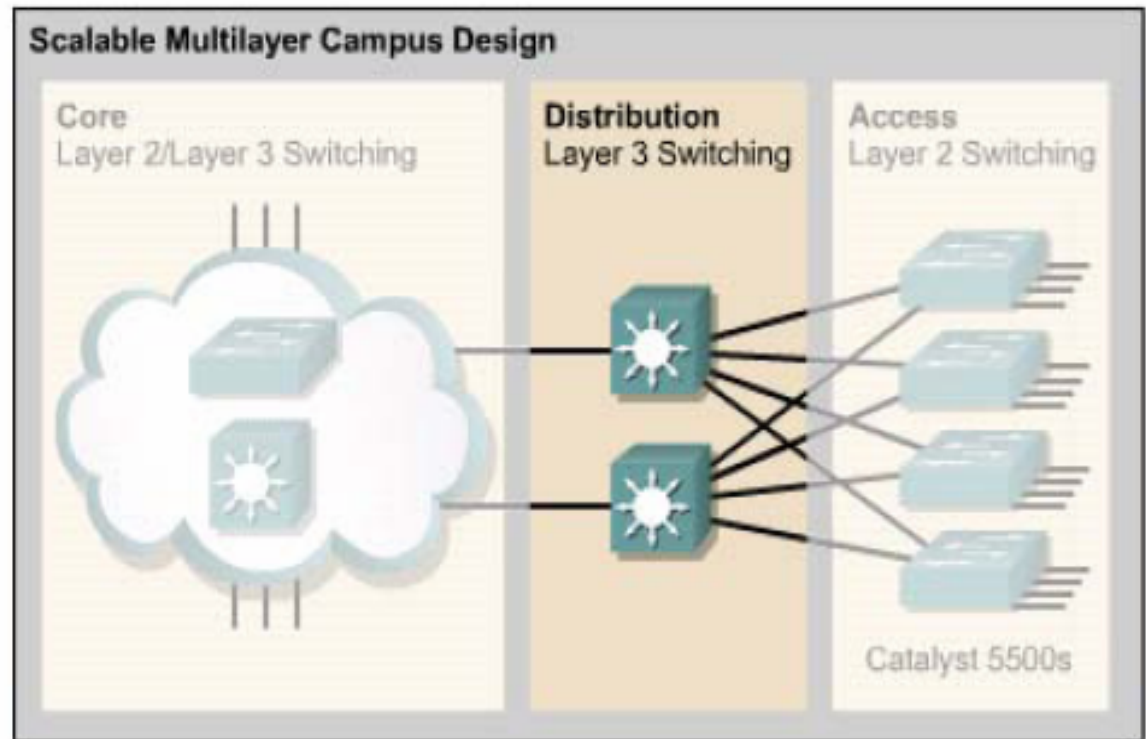 Scalable Multilayer Campus Design
Core
Layer 2/Layer 3 Switching
Distribution
Layer 3 Switching
Access
Layer 2 Switching
Catalyst 5500s